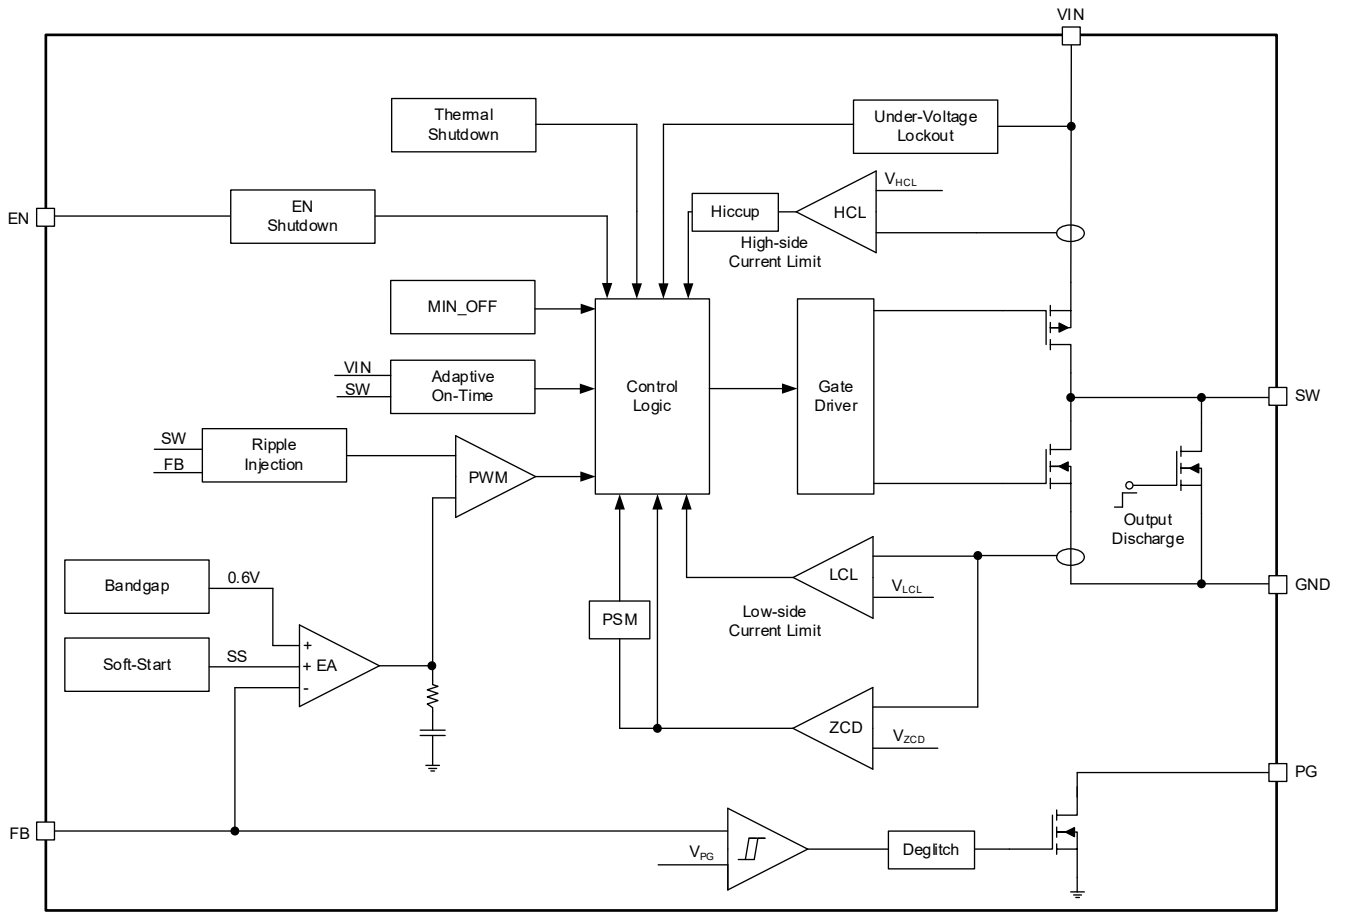 VIN
Thermal
Shutdown
Under-Voltage
Lockout
EN
EN
Shutdown
Hiccup
HCL
VHCL
High-side
Current Limit
MIN_OFF
VIN
SW
Adaptive
On-Time
Control
Logic
Gate
Driver
SW
SW
FB
Ripple
Injection
PWM
Output
Discharge
Bandgap
0.6V
LCL
VLCL
Low-side
Current Limit
GND
PSM
Soft-Start
SS
+
+ EA
-
ZCD
VZCD
PG
FB
VPG
Deglitch